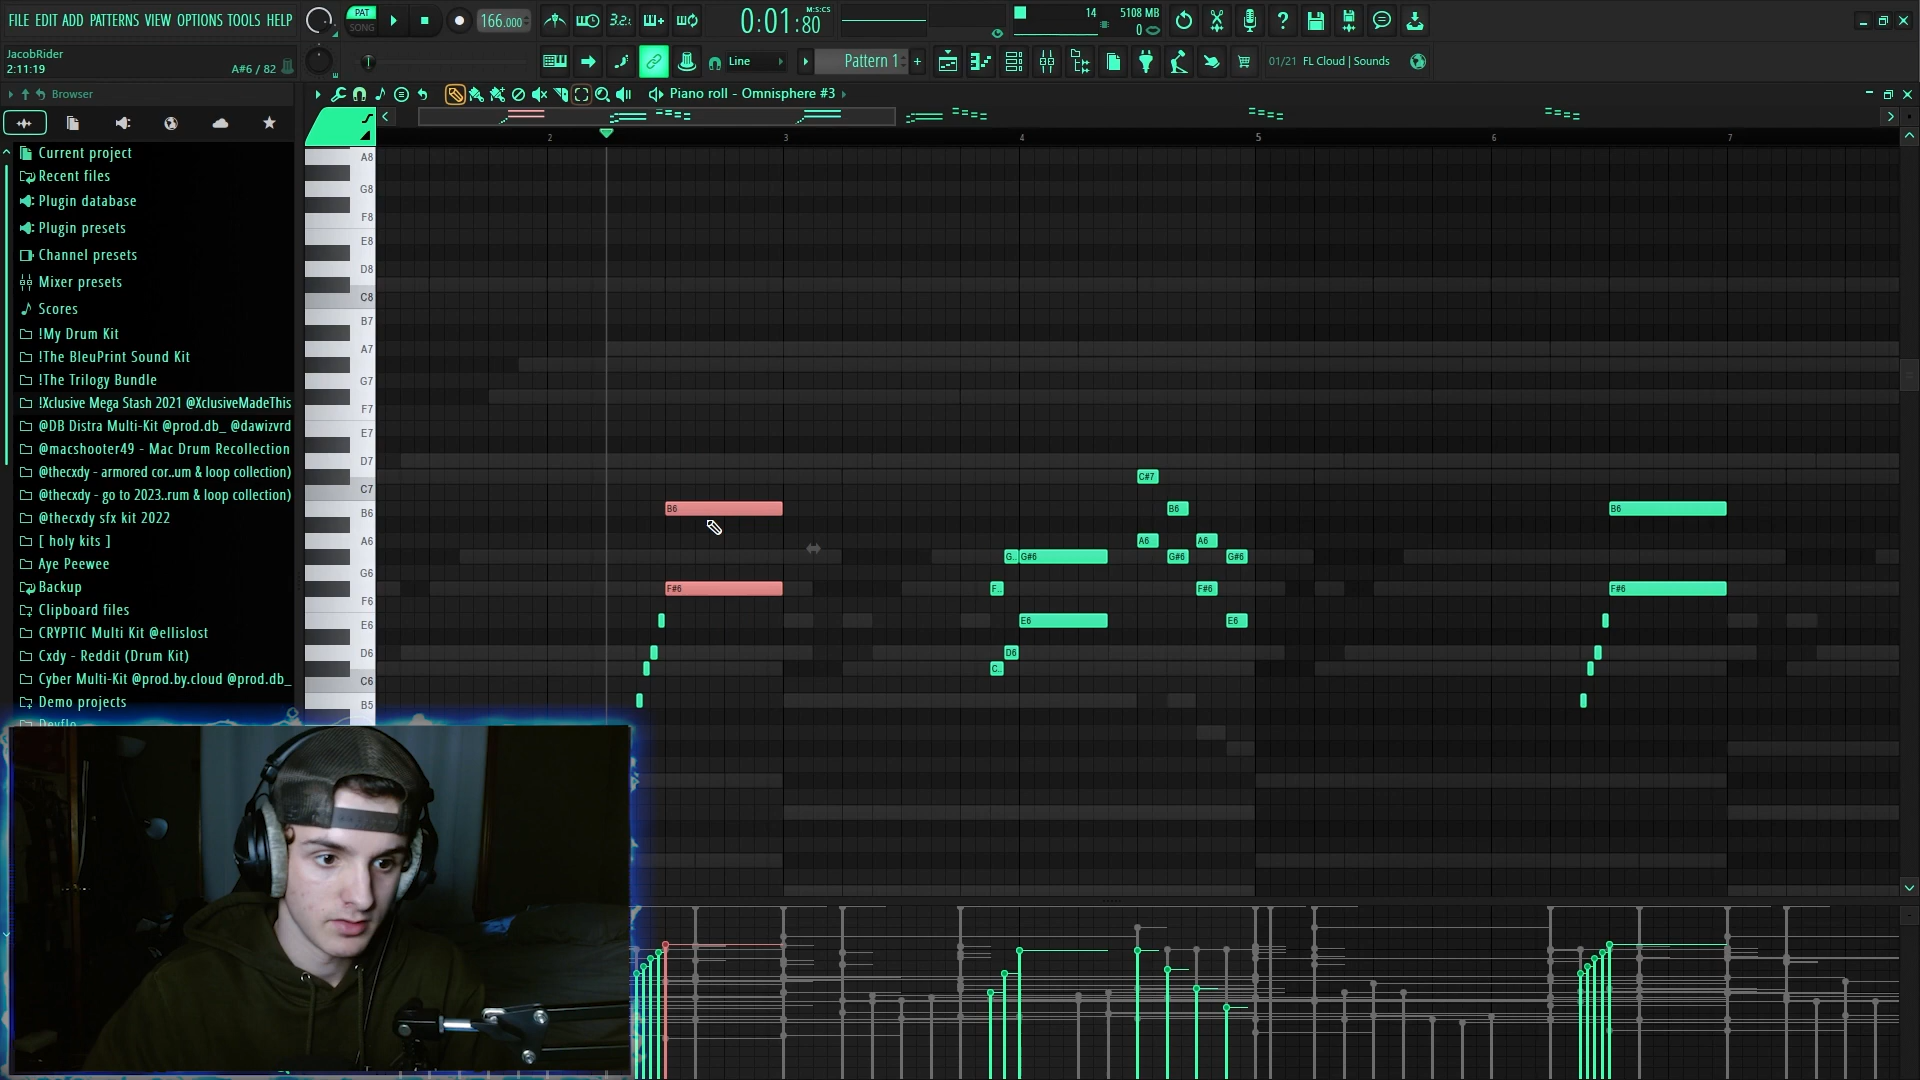 FILE EDIT ADD PATTERNS VIEW OPTIONS TOOLS HELP
PAT
SONG
166.000
3.2.
0:01:80
M:S:CS
14
5108 MB
0
JacobRider
2:11:19
A#6 / 82
Line
Pattern 1
01/21 FL Cloud | Sounds
Browser
Piano roll - Omnisphere #3
2 3 4 5 6 7
Current project
Recent files
Plugin database
Plugin presets
Channel presets
Mixer presets
Scores
!My Drum Kit
!The BleuPrint Sound Kit
!The Trilogy Bundle
!Xclusive Mega Stash 2021 @XclusiveMadeThis
@DB Distra Multi-Kit @prod.db_ @dawizvrd
@macshooter49 - Mac Drum Recollection
@thecxdy - armored cor..um & loop collection)
@thecxdy - go to 2023..rum & loop collection)
@thecxdy sfx kit 2022
[ holy kits ]
Aye Peewee
Backup
Clipboard files
CRYPTIC Multi Kit @ellislost
Cxdy - Reddit (Drum Kit)
Cyber Multi-Kit @prod.by.cloud @prod.db_
Demo projects
A8
G8
F8
E8
D8
C8
B7
A7
G7
F7
E7
D7
C7
B6
A6
G6
F6
E6
D6
C6
B5
C#7
B6 B6 B6
A6 A6
G.. G#6 G#6 G#6
F#6 F.. F#6 F#6
E6 E6
D6
C..